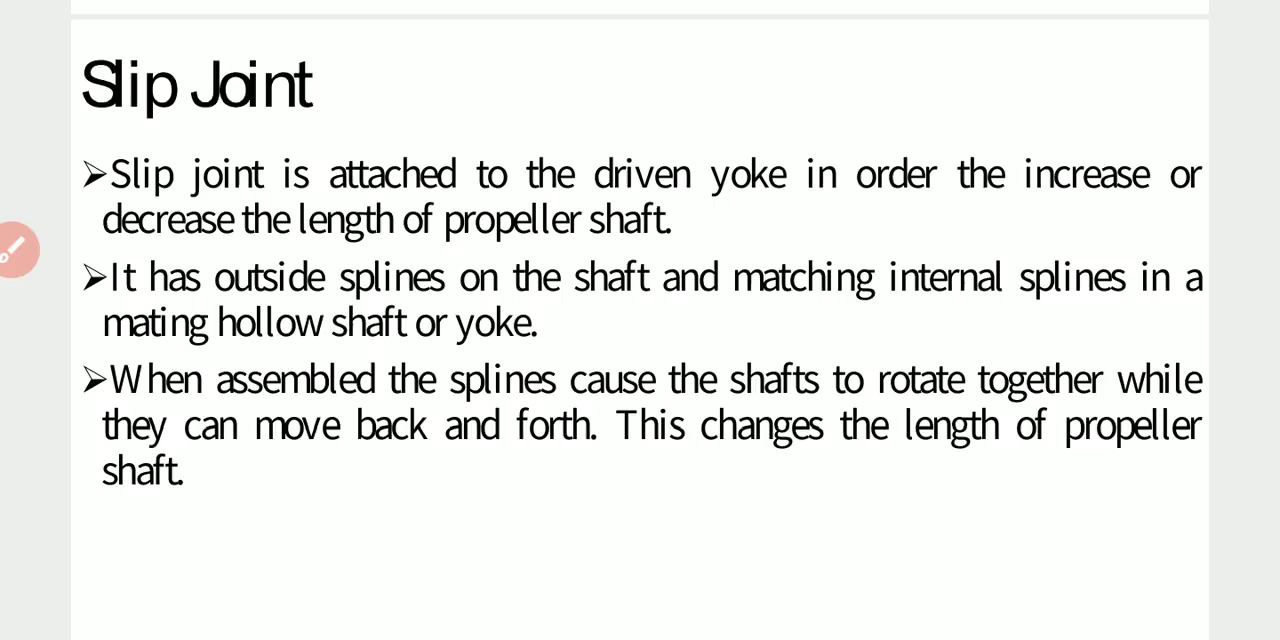 Slip Joint
➢Slip joint is attached to the driven yoke in order the increase or
decrease the length of propeller shaft.
➢It has outside splines on the shaft and matching internal splines in a
mating hollow shaft or yoke.
➢When assembled the splines cause the shafts to rotate together while
they can move back and forth. This changes the length of propeller
shaft.